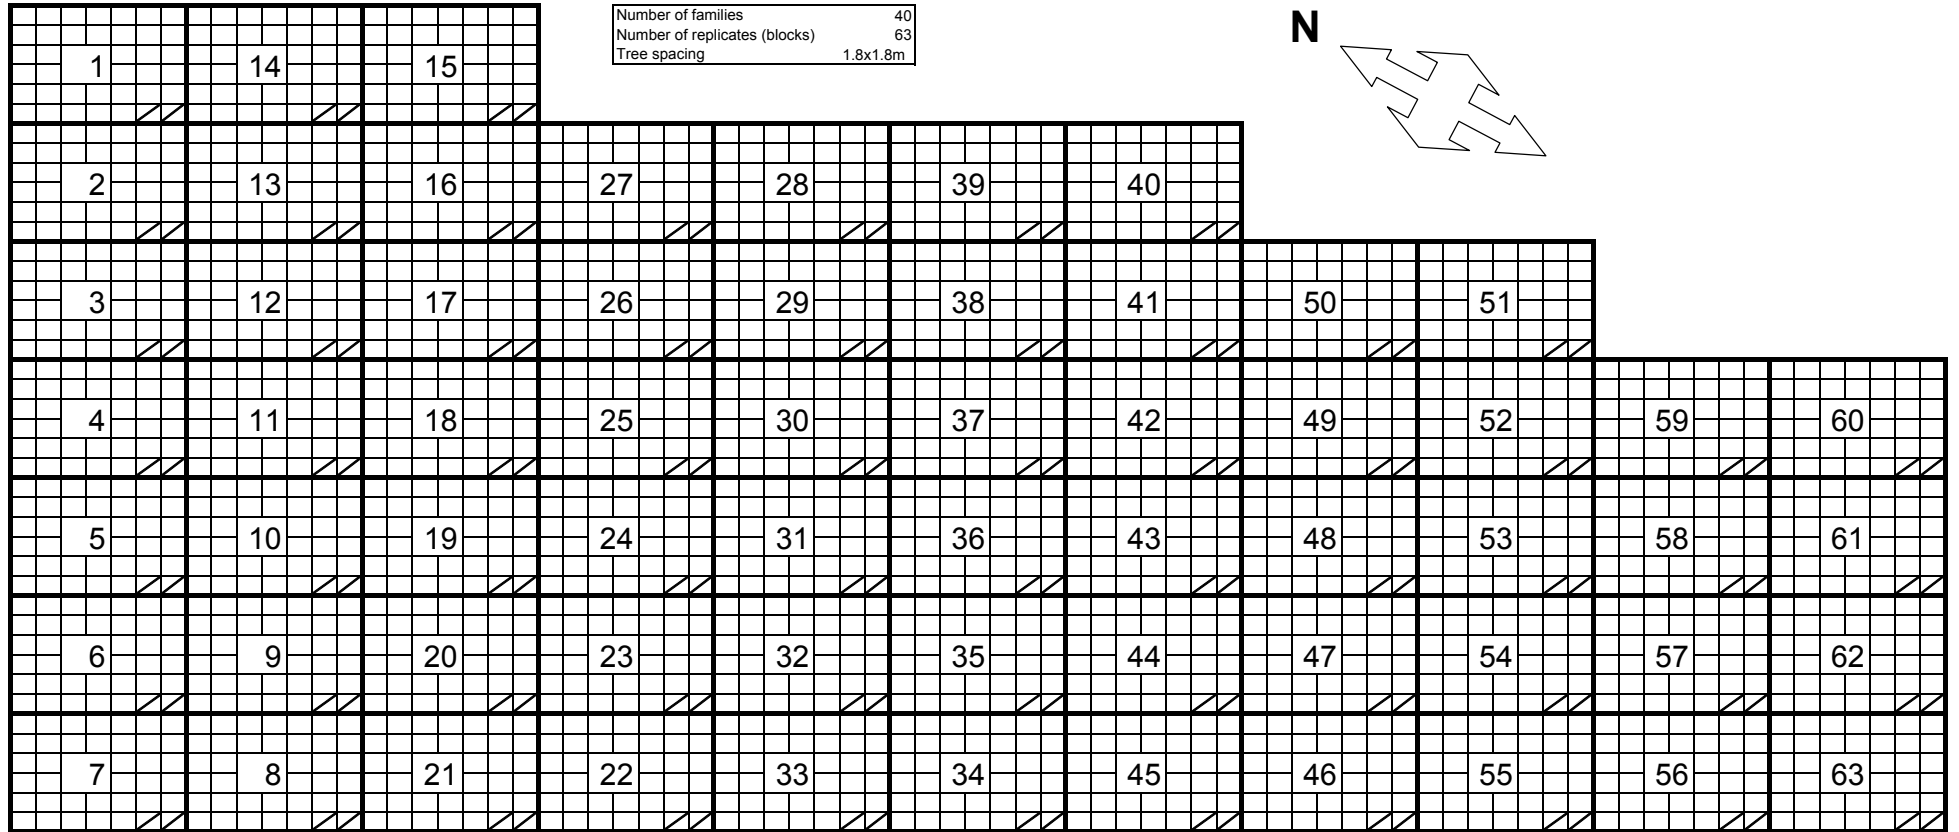 Number of families 40
Number of replicates (blocks) 63
Tree spacing 1.8x1.8m
N
1 14 15
2 13 16 27 28 39 40
3 12 17 26 29 38 41 50 51
4 11 18 25 30 37 42 49 52 59 60
5 10 19 24 31 36 43 48 53 58 61
6 9 20 23 32 35 44 47 54 57 62
7 8 21 22 33 34 45 46 55 56 63